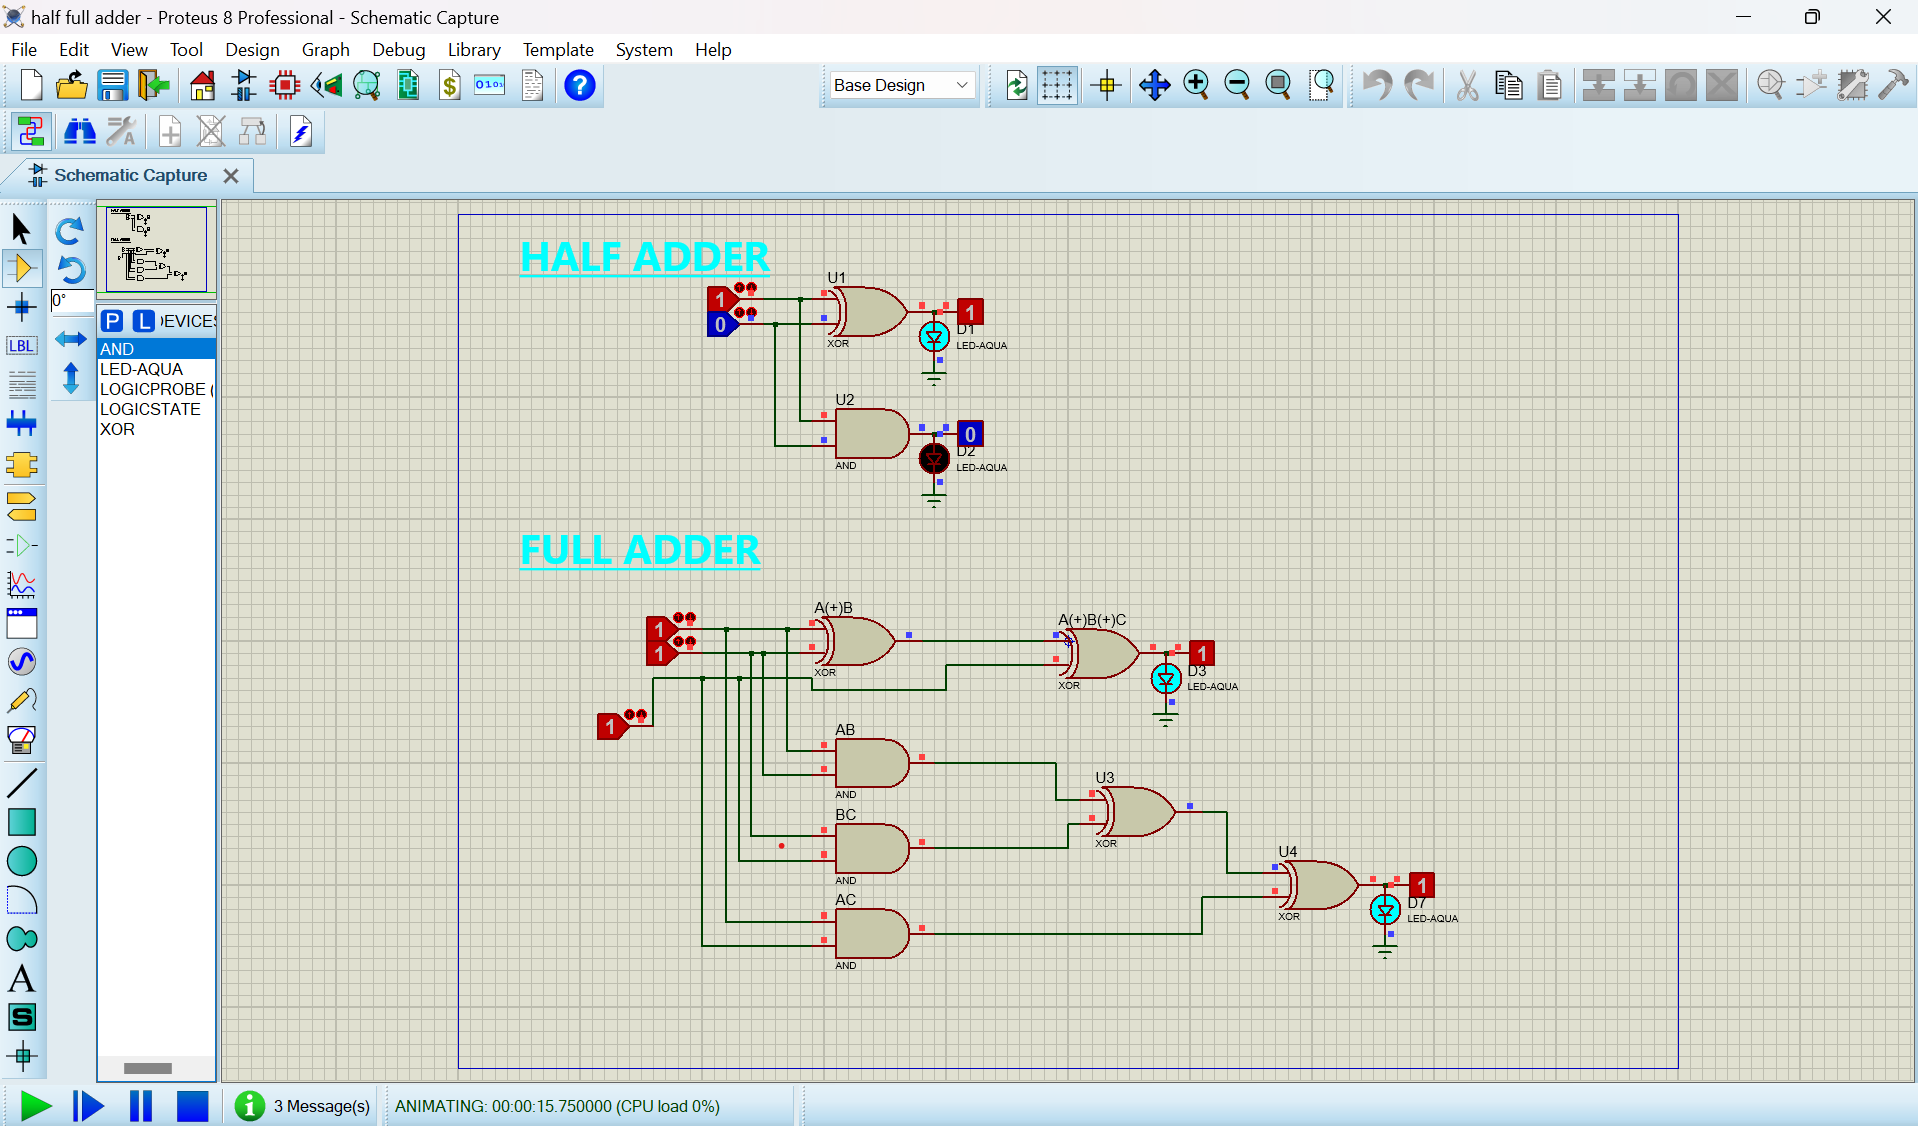 half full adder - Proteus 8 Professional - Schematic Capture
File Edit View Tool Design Graph Debug Library Template System Help
$ 0101 ?
Base Design
A
Schematic Capture
0°
P L EVICES
LBL
AND
LED-AQUA
LOGICPROBE (
LOGICSTATE
XOR
A
S
HALF ADDER
U1
1
0
XOR
1
D1
LED-AQUA
U2
AND
0
D2
LED-AQUA
FULL ADDER
A(+)B
1
1
XOR
1
A(+)B(+)C
XOR
1
D3
LED-AQUA
AB
AND
BC
AND
AC
AND
U3
XOR
U4
XOR
1
D7
LED-AQUA
3 Message(s)
ANIMATING: 00:00:15.750000 (CPU load 0%)